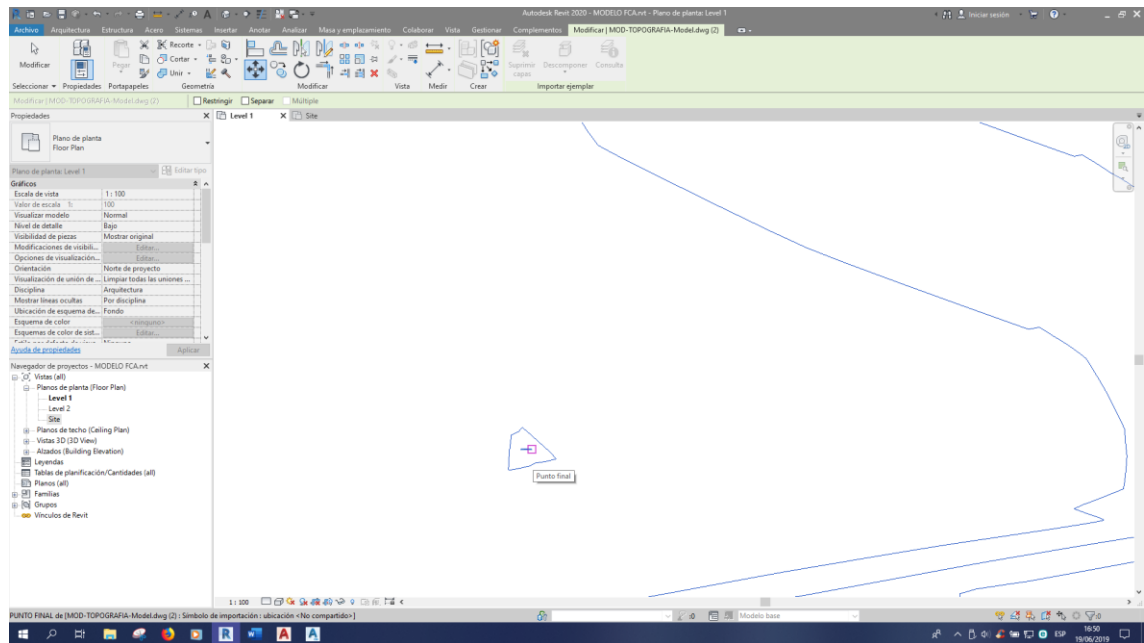 Autodesk Revit 2020 - MODELO FCA.rvt - Plano de planta: Level 1
Iniciar sesión
Archivo Arquitectura Estructura Acero Sistemas Insertar Anotar Analizar Masa y emplazamiento Colaborar Vista Gestionar Complementos Modificar | MOD-TOPOGRAFIA-Model.dwg (2)
Recorte
Cortar
Unir
Modificar
Pegar
Suprimir capas
Descomponer
Consulta
Seleccionar Propiedades Portapapeles Geometría Modificar Vista Medir Crear Importar ejemplar
Modificar | MOD-TOPOGRAFIA-Model.dwg (2) Restringir Separar Múltiple
Propiedades X Level 1 X Site
Plano de planta
Floor Plan
Plano de planta: Level 1 Editar tipo
Gráficos
Escala de vista 1 : 100
Valor de escala 1: 100
Visualizar modelo Normal
Nivel de detalle Bajo
Visibilidad de piezas Mostrar original
Modificaciones de visibili... Editar...
Opciones de visualización... Editar...
Orientación Norte de proyecto
Visualización de unión de ... Limpiar todas las uniones ...
Disciplina Arquitectura
Mostrar líneas ocultas Por disciplina
Ubicación de esquema de... Fondo
Esquema de color <ninguno>
Esquemas de color de sist... Editar...
Ayuda de propiedades Aplicar
Navegador de proyectos - MODELO FCA.rvt X
Vistas (all)
Planos de planta (Floor Plan)
Level 1
Level 2
Site
Planos de techo (Ceiling Plan)
Vistas 3D (3D View)
Alzados (Building Elevation)
Leyendas
Tablas de planificación/Cantidades (all)
Planos (all)
Familias
Grupos
Vínculos de Revit
Punto final
1 : 100
PUNTO FINAL de [MOD-TOPOGRAFIA-Model.dwg (2) : Símbolo de importación : ubicación <No compartido>]
:0
Modelo base
:0
ESP
16:50
19/06/2019